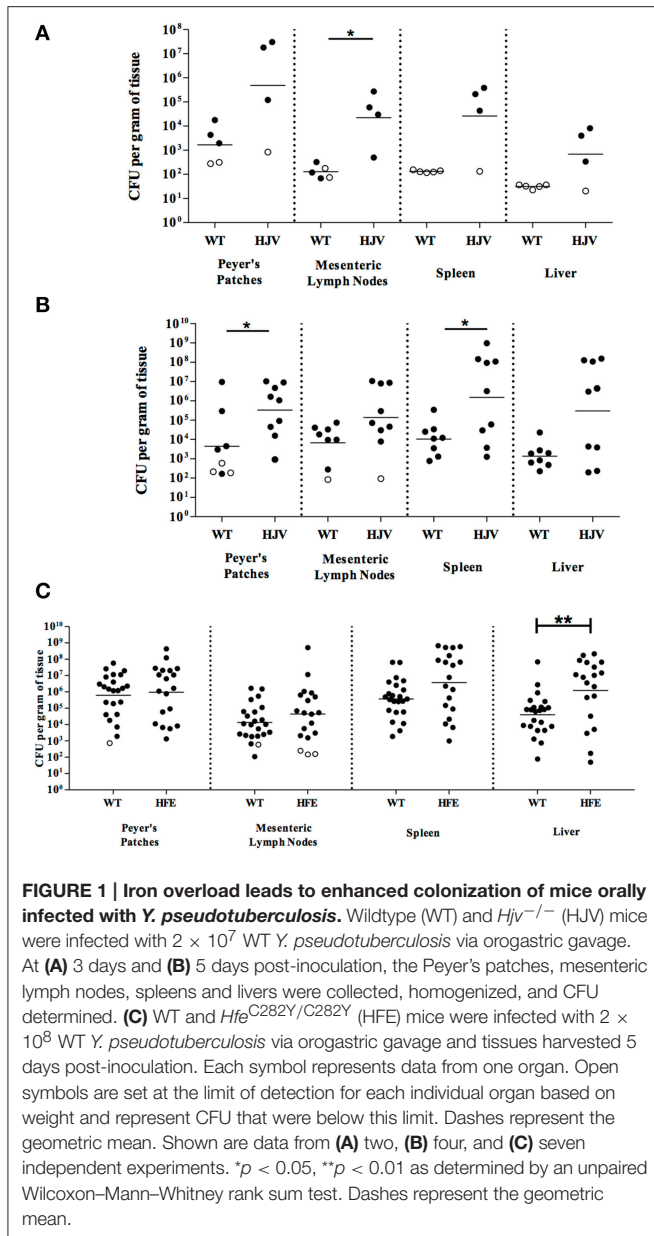 A
*
CFU per gram of tissue
10^8
10^7
10^6
10^5
10^4
10^3
10^2
10^1
10^0
WT HJV WT HJV WT HJV WT HJV
Peyer's Patches
Mesenteric Lymph Nodes
Spleen
Liver
B
* *
CFU per gram of tissue
10^10
10^9
10^8
10^7
10^6
10^5
10^4
10^3
10^2
10^1
10^0
WT HJV WT HJV WT HJV WT HJV
Peyer's Patches
Mesenteric Lymph Nodes
Spleen
Liver
C
**
CFU per gram of tissue
10^10
10^9
10^8
10^7
10^6
10^5
10^4
10^3
10^2
10^1
10^0
WT HFE WT HFE WT HFE WT HFE
Peyer's Patches
Mesenteric Lymph Nodes
Spleen
Liver
FIGURE 1 | Iron overload leads to enhanced colonization of mice orally
infected with Y. pseudotuberculosis. Wildtype (WT) and Hjv−/− (HJV) mice
were infected with 2 × 10^7 WT Y. pseudotuberculosis via orogastric gavage.
At (A) 3 days and (B) 5 days post-inoculation, the Peyer's patches, mesenteric
lymph nodes, spleens and livers were collected, homogenized, and CFU
determined. (C) WT and Hfe^C282Y/C282Y (HFE) mice were infected with 2 ×
10^8 WT Y. pseudotuberculosis via orogastric gavage and tissues harvested 5
days post-inoculation. Each symbol represents data from one organ. Open
symbols are set at the limit of detection for each individual organ based on
weight and represent CFU that were below this limit. Dashes represent the
geometric mean. Shown are data from (A) two, (B) four, and (C) seven
independent experiments. *p < 0.05, **p < 0.01 as determined by an unpaired
Wilcoxon–Mann–Whitney rank sum test. Dashes represent the geometric
mean.